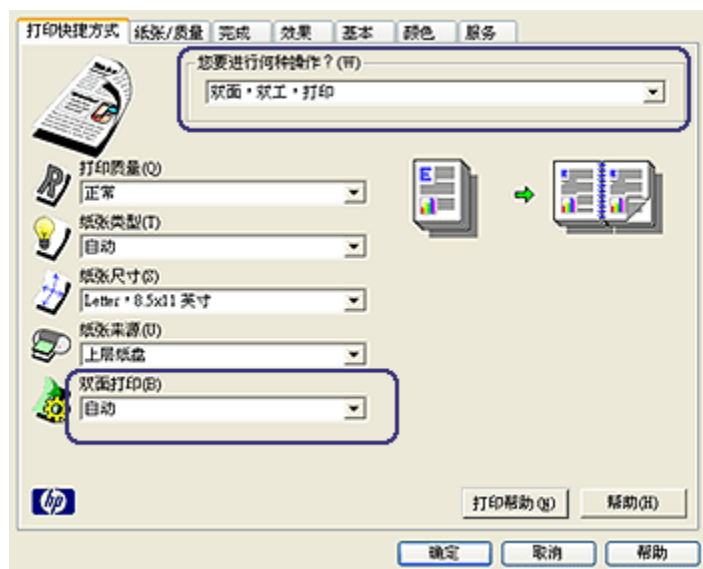 打印快捷方式 纸张/质量 完成 效果 基本 颜色 服务
您要进行何种操作？(W)
双面・双工・打印
打印质量(Q)
正常
纸张类型(T)
自动
纸张尺寸(S)
Letter・8.5x11 英寸
纸张来源(U)
上层纸盘
双面打印(B)
自动
hp
打印帮助(N) 帮助(H)
确定 取消 帮助